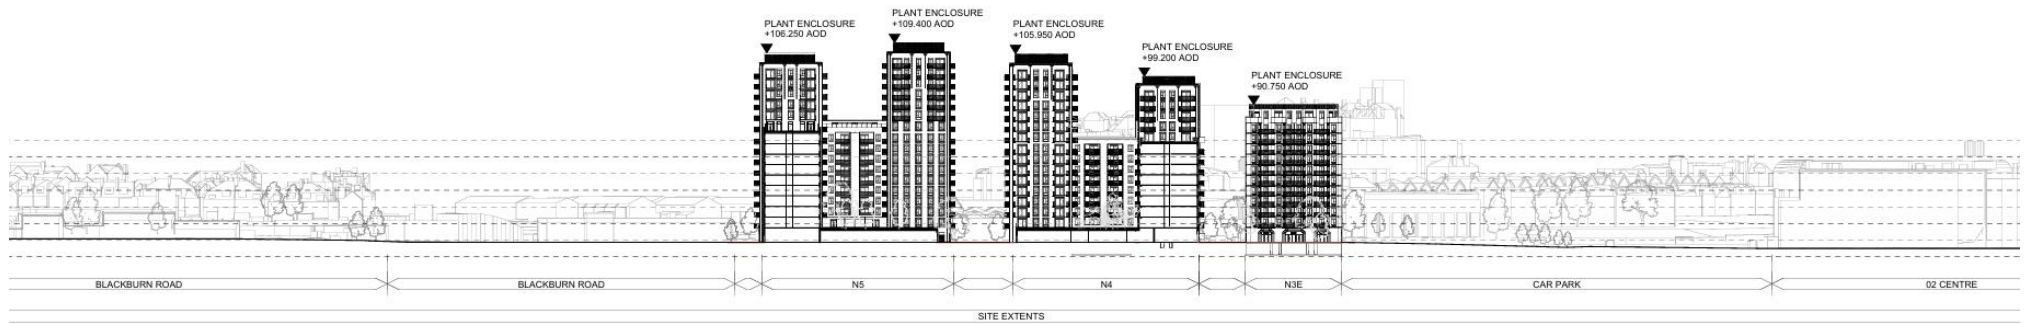 PLANT ENCLOSURE
+106.250 AOD
PLANT ENCLOSURE
+109.400 AOD
PLANT ENCLOSURE
+105.950 AOD
PLANT ENCLOSURE
+99.200 AOD
PLANT ENCLOSURE
+90.750 AOD
BLACKBURN ROAD
BLACKBURN ROAD
N5
N4
N3E
CAR PARK
02 CENTRE
SITE EXTENTS